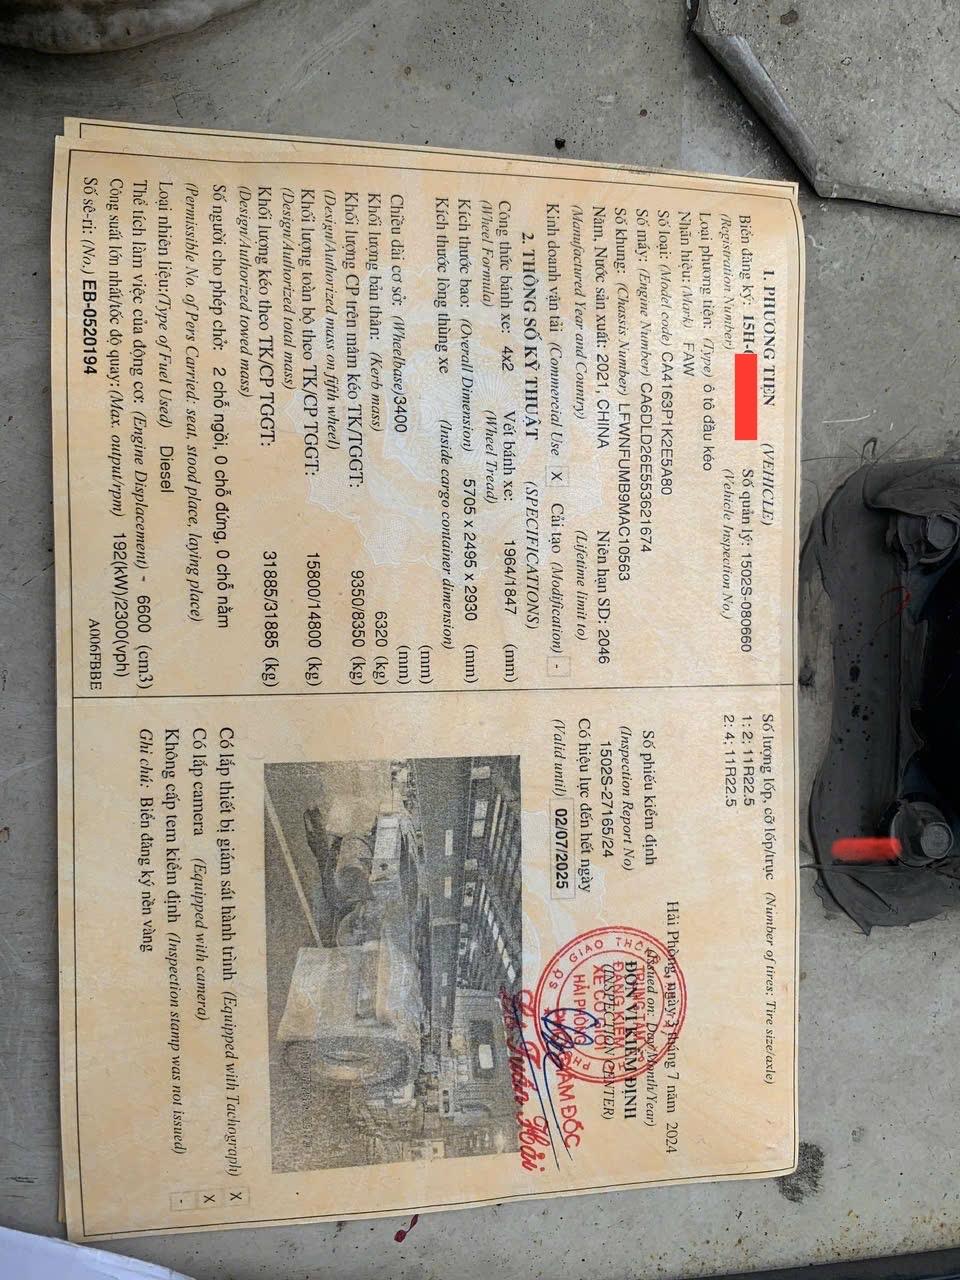 1. PHƯƠNG TIỆN (VEHICLE)
Biển đăng ký: 15H- Số quản lý: 1502S-080660
(Registration Number) (Vehicle Inspection No.)
Loại phương tiện: (Type) ô tô đầu kéo
Nhãn hiệu: (Mark) FAW
Số loại: (Model code) CA4163P1K2E5A80
Số máy: (Engine Number) CA6DLD26E553621674
Số khung: (Chassis Number) LFWNFUMB9MAC10563
Năm, Nước sản xuất: 2021, CHINA Niên hạn SD: 2046
(Manufactured Year and Country) (Lifetime limit to)
Kinh doanh vận tải (Commercial Use X Cải tạo (Modification) -
2. THÔNG SỐ KỸ THUẬT (SPECIFICATIONS)
Công thức bánh xe: 4x2 Vết bánh xe: 1964/1847 (mm)
(Wheel Formula) (Wheel Tread)
Kích thước bao: (Overall Dimension) 5705 x 2495 x 2930 (mm)
Kích thước lòng thùng xe (Inside cargo container dimension)
(mm)
Chiều dài cơ sở: (Wheelbase)3400 (mm)
Khối lượng bản thân: (Kerb mass) 6320 (kg)
Khối lượng CP trên mâm kéo TK/TGGT: 9350/8350 (kg)
(Design/Authorized mass on fifth wheel)
Khối lượng toàn bộ theo TK/CP TGGT: 15800/14800 (kg)
(Design/Authorized total mass)
Khối lượng kéo theo TK/CP TGGT: 31885/31885 (kg)
(Design/Authorized towed mass)
Số người cho phép chở: 2 chỗ ngồi, 0 chỗ đứng, 0 chỗ nằm
(Permissible No. of Pers Carried: seat, stood place, laying place)
Loại nhiên liệu:(Type of Fuel Used) Diesel
Thể tích làm việc của động cơ: (Engine Displacement) - 6600 (cm3)
Công suất lớn nhất/tốc độ quay:(Max. output/rpm) 192(kW)/2300(vph)
Số sê-ri: (No.) EB-0520194 A006FBBE
Số lượng lốp, cỡ lốp/trục (Number of tires: Tire size/axle)
1: 2; 11R22.5
2: 4; 11R22.5
Hải Phòng, ngày 3 tháng 7 năm 2024
(Issued on: Day/Month/Year)
Số phiếu kiểm định ĐƠN VỊ KIỂM ĐỊNH
(Inspection Report No) (INSPECTION CENTER)
1502S-27165/24
Có hiệu lực đến hết ngày
(Valid until) 02/07/2025
SỞ GIAO THÔNG
TRUNG TÂM
ĐĂNG KIỂM
XE CƠ GIỚI
HẢI PHÒNG
GIÁM ĐỐC
Tuấn Hải
Có lắp thiết bị giám sát hành trình (Equipped with Tachograph) X
Có lắp camera (Equipped with camera) X
Không cấp tem kiểm định (Inspection stamp was not issued) -
Ghi chú: Biển đăng ký nền vàng